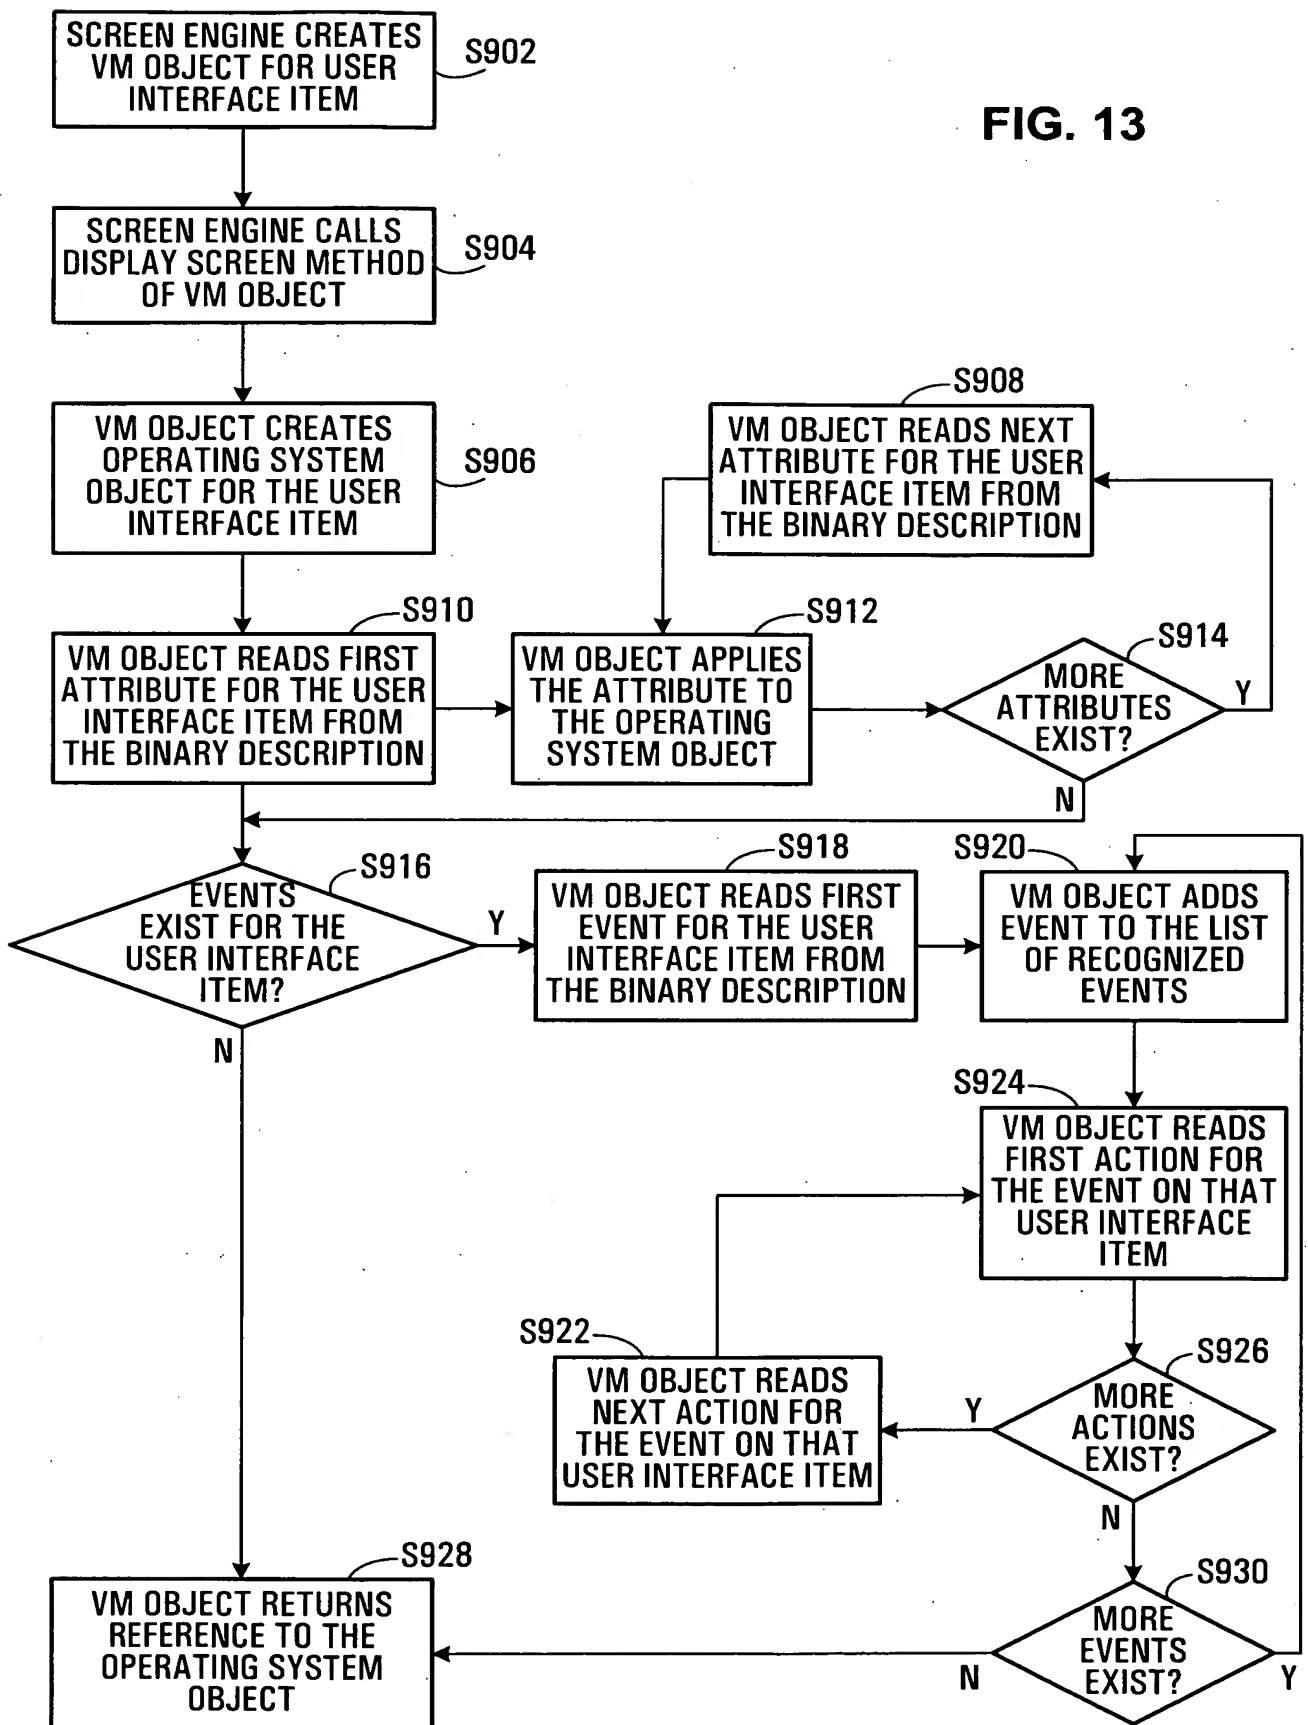 SCREEN ENGINE CREATES
VM OBJECT FOR USER
INTERFACE ITEM
S902
FIG. 13
SCREEN ENGINE CALLS
DISPLAY SCREEN METHOD
OF VM OBJECT
S904
VM OBJECT CREATES
OPERATING SYSTEM
OBJECT FOR THE USER
INTERFACE ITEM
S906
S908
VM OBJECT READS NEXT
ATTRIBUTE FOR THE USER
INTERFACE ITEM FROM
THE BINARY DESCRIPTION
S910
VM OBJECT READS FIRST
ATTRIBUTE FOR THE USER
INTERFACE ITEM FROM
THE BINARY DESCRIPTION
S912
VM OBJECT APPLIES
THE ATTRIBUTE TO
THE OPERATING
SYSTEM OBJECT
S914
MORE
ATTRIBUTES
EXIST?
Y
N
S916
EVENTS
EXIST FOR THE
USER INTERFACE
ITEM?
Y
N
S918
VM OBJECT READS FIRST
EVENT FOR THE USER
INTERFACE ITEM FROM
THE BINARY DESCRIPTION
S920
VM OBJECT ADDS
EVENT TO THE LIST
OF RECOGNIZED
EVENTS
S924
VM OBJECT READS
FIRST ACTION FOR
THE EVENT ON THAT
USER INTERFACE
ITEM
S922
VM OBJECT READS
NEXT ACTION FOR
THE EVENT ON THAT
USER INTERFACE ITEM
S926
MORE
ACTIONS
EXIST?
Y
N
S928
VM OBJECT RETURNS
REFERENCE TO THE
OPERATING SYSTEM
OBJECT
S930
MORE
EVENTS
EXIST?
N
Y